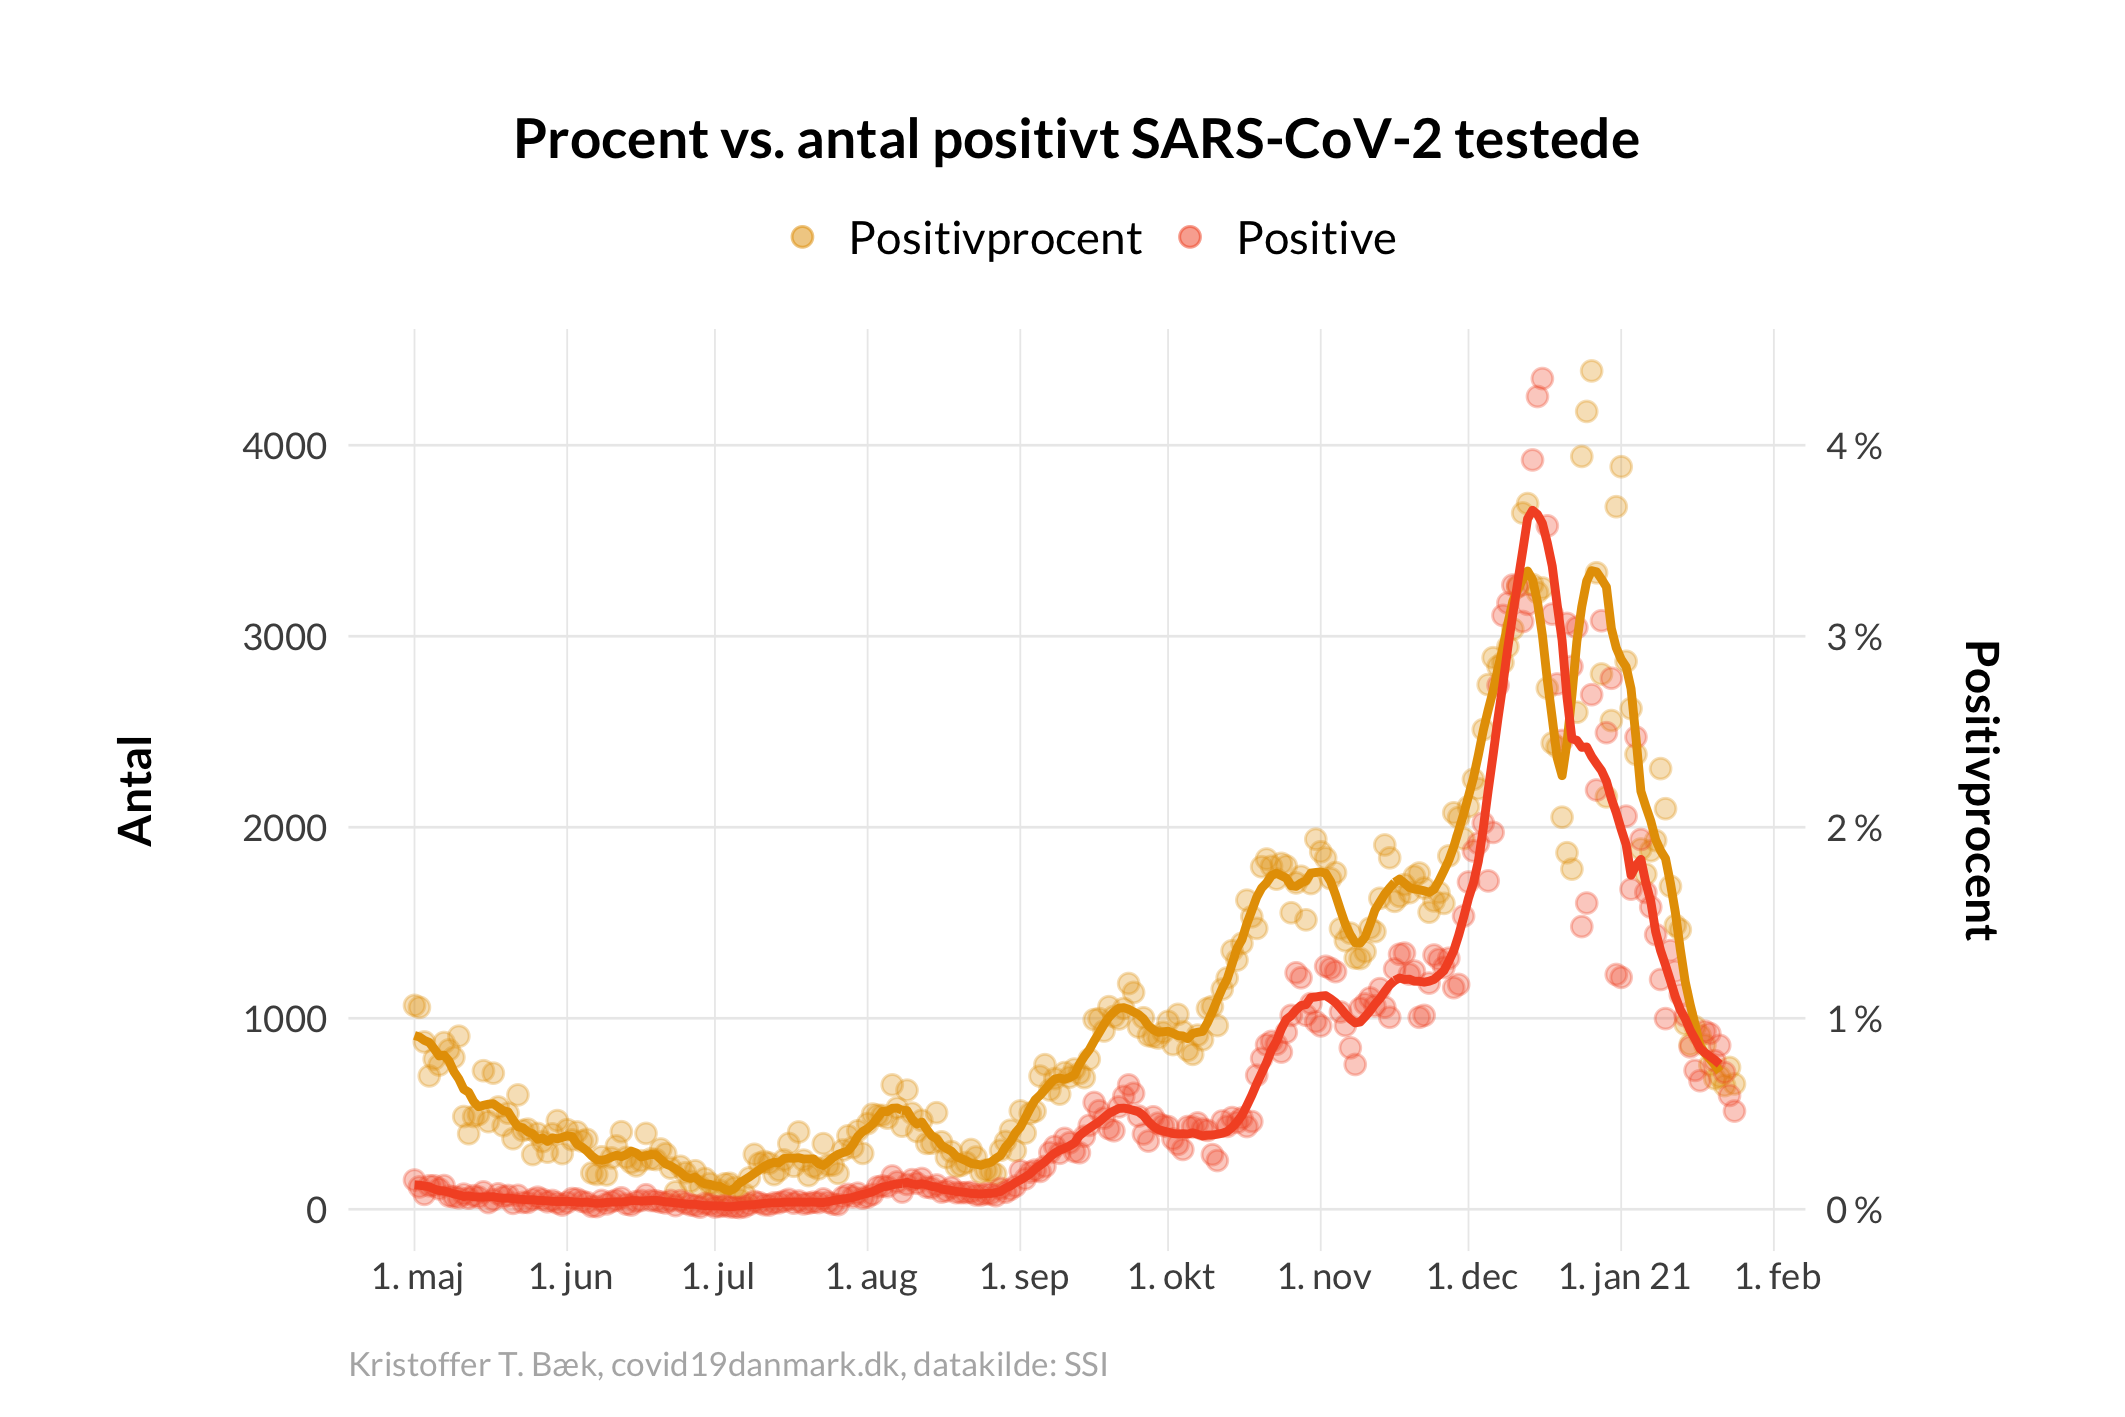 Procent vs. antal positivt SARS-CoV-2 testede
Positivprocent Positive
Antal
4000
3000
2000
1000
0
4 %
3 %
2 %
1 %
0 %
Positivprocent
1. maj 1. jun 1. jul 1. aug 1. sep 1. okt 1. nov 1. dec 1. jan 21 1. feb
Kristoffer T. Bæk, covid19danmark.dk, datakilde: SSI